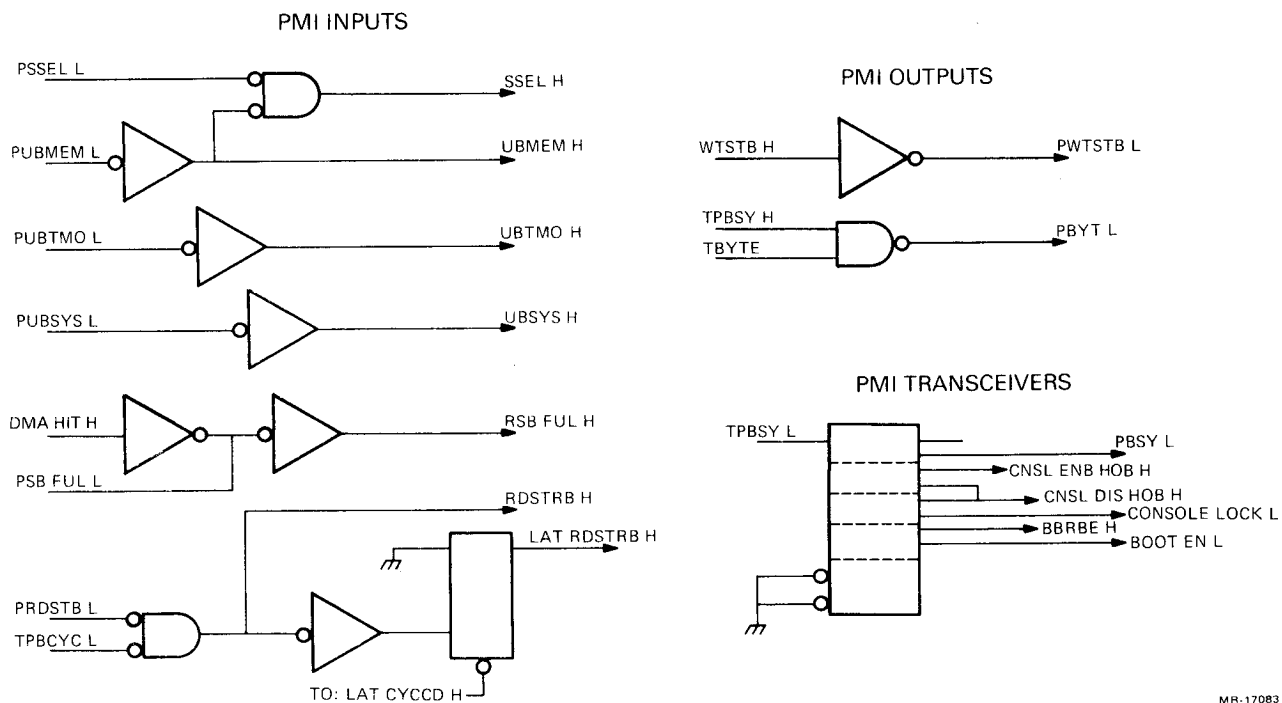 PMI INPUTS
PSSEL L
SSEL H
PUBMEM L
UBMEM H
PUBTMO L
UBTMO H
PUBSYS L
UBSYS H
DMA HIT H
RSB FUL H
PSB FUL L
RDSTRB H
LAT RDSTRB H
PRDSTB L
TPBCYC L
TO: LAT CYCCD H
PMI OUTPUTS
WTSTB H
PWTSTB L
TPBSY H
PBYT L
TBYTE
PMI TRANSCEIVERS
TPBSY L
PBSY L
CNSL ENB HOB H
CNSL DIS HOB H
CONSOLE LOCK L
BBRBE H
BOOT EN L
MR-17083